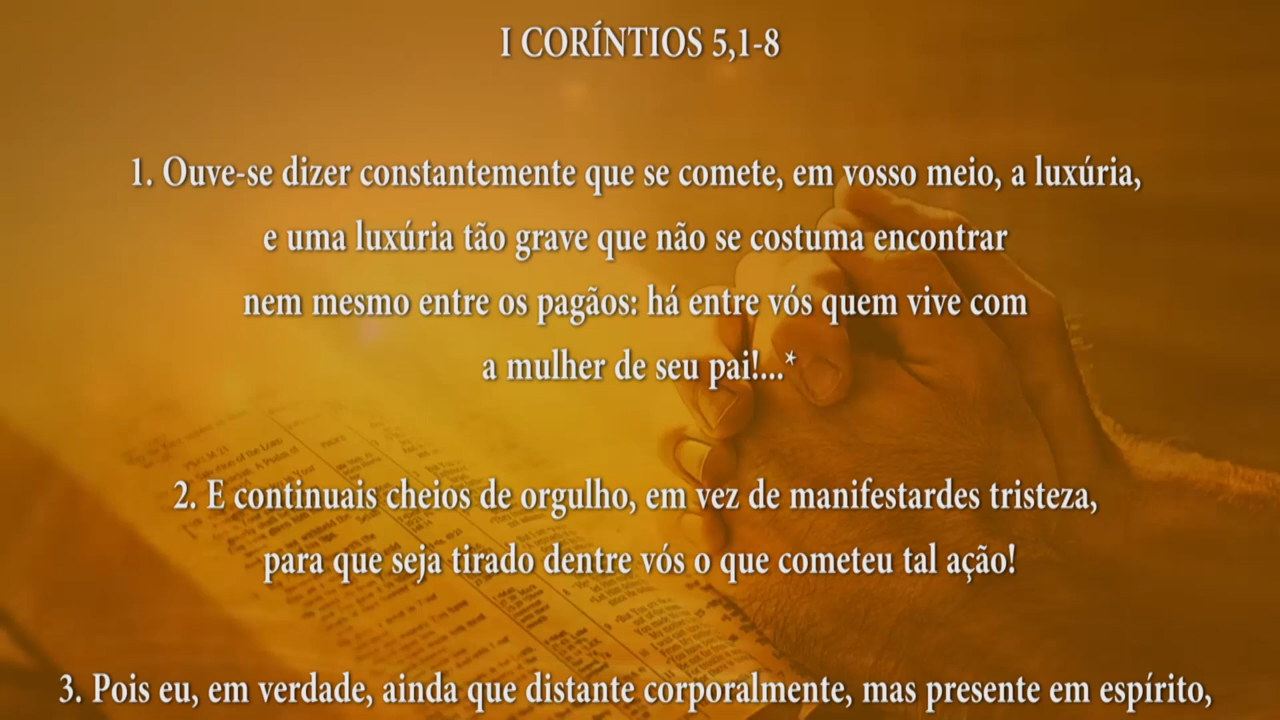 I CORÍNTIOS 5,1-8
1. Ouve-se dizer constantemente que se comete, em vosso meio, a luxúria,
e uma luxúria tão grave que não se costuma encontrar
nem mesmo entre os pagãos: há entre vós quem vive com
a mulher de seu pai!...*
2. E continuais cheios de orgulho, em vez de manifestardes tristeza,
para que seja tirado dentre vós o que cometeu tal ação!
3. Pois eu, em verdade, ainda que distante corporalmente, mas presente em espírito,